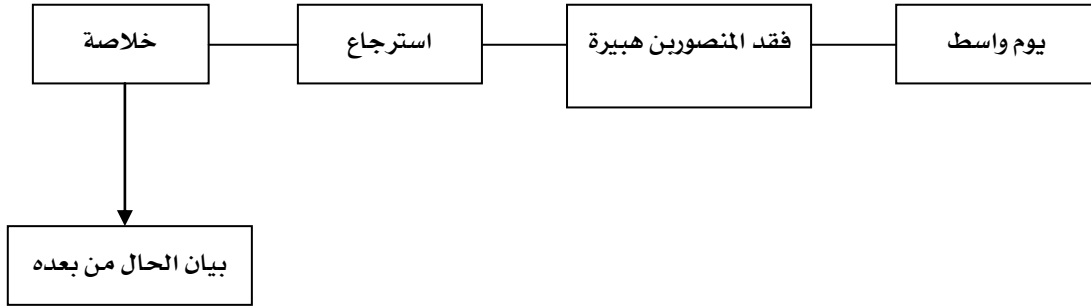 يوم واسط
فقد المنصوربن هبيرة
استرجاع
خلاصة
بيان الحال من بعده